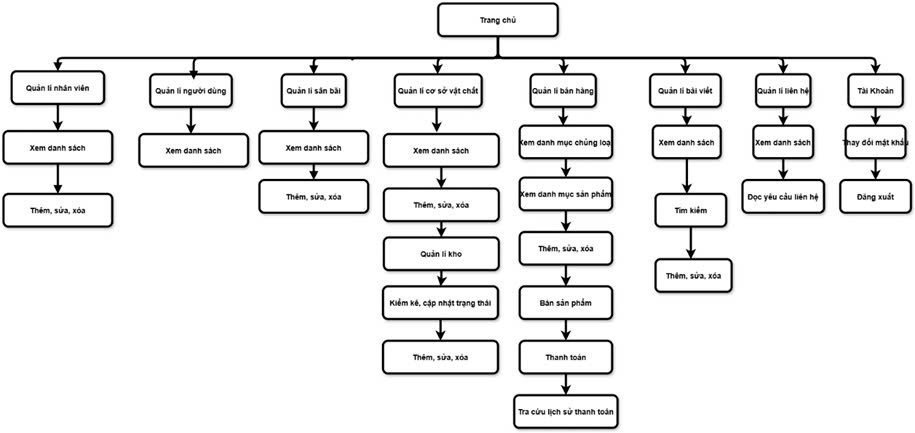 Trang chủ
Quản lí nhân viên
Quản lí người dùng
Quản lí sân bãi
Quản lí cơ sở vật chất
Quản lí bán hàng
Quản lí bài viết
Quản lí liên hệ
Tài Khoản
Xem danh sách
Xem danh sách
Xem danh sách
Xem danh sách
Xem danh mục chủng loạ
Xem danh sách
Xem danh sách
Thay đổi mật khẩu
Thêm, sửa, xóa
Thêm, sửa, xóa
Thêm, sửa, xóa
Xem danh mục sản phẩm
Tìm kiếm
Dọc yêu cầu liên hệ
Đăng xuất
Quản lí kho
Thêm, sửa, xóa
Thêm, sửa, xóa
Kiểm kê, cập nhật trạng thái
Bán sản phẩm
Thêm, sửa, xóa
Thanh toán
Tra cứu lịch sử thanh toán